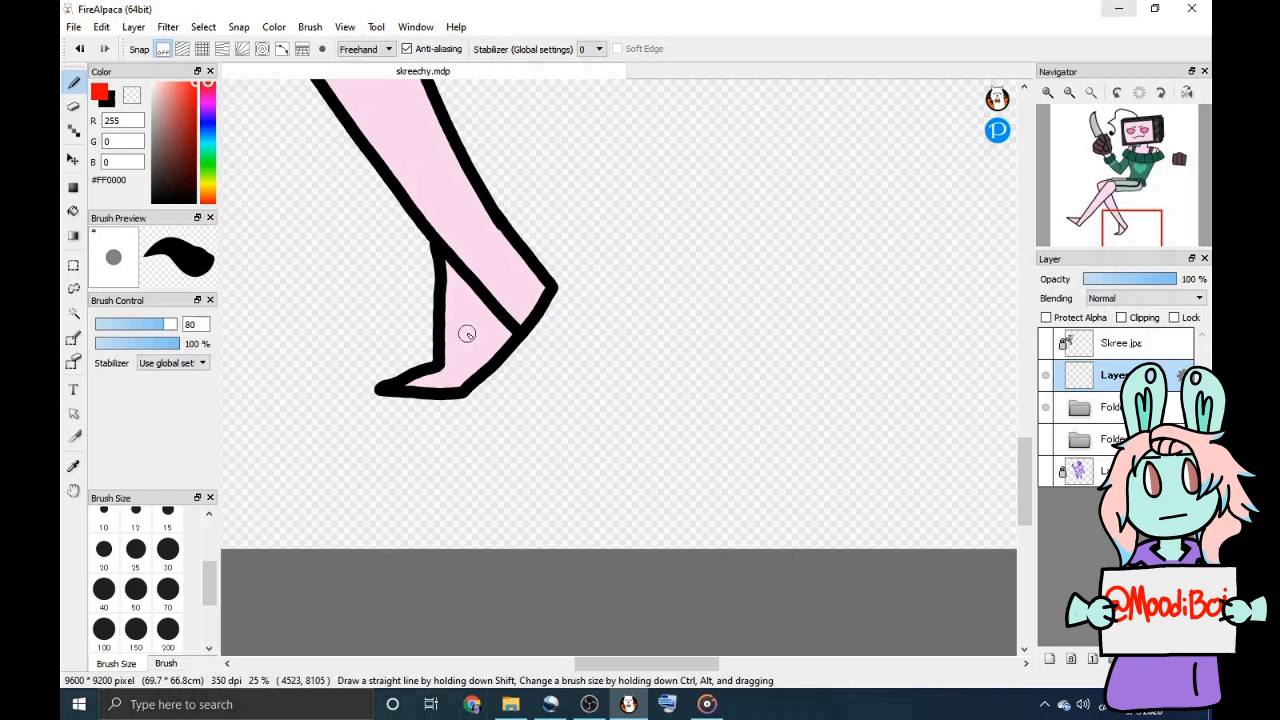 FireAlpaca (64bit)
File Edit Layer Filter Select Snap Color Brush View Tool Window Help
Snap OFF Freehand Anti-aliasing Stabilizer (Global settings) 0 Soft Edge
Color
skreechy.mdp
Navigator
R 255
G 0
B 0
#FF0000
Brush Preview
Layer
Opacity 100 %
Blending Normal
Brush Control
Protect Alpha Clipping Lock
80
100 %
Skree.jpg
Stabilizer Use global set
Layer
Fold
Fold
Brush Size
10 12 15
20 25 30
40 50 70
100 150 200
@MoodiBoi
Brush Size Brush
9600 * 9200 pixel (69.7 * 66.8cm) 350 dpi 25 % ( 4523, 8105 ) Draw a straight line by holding down Shift, Change a brush size by holding down Ctrl, Alt, and dragging
Type here to search